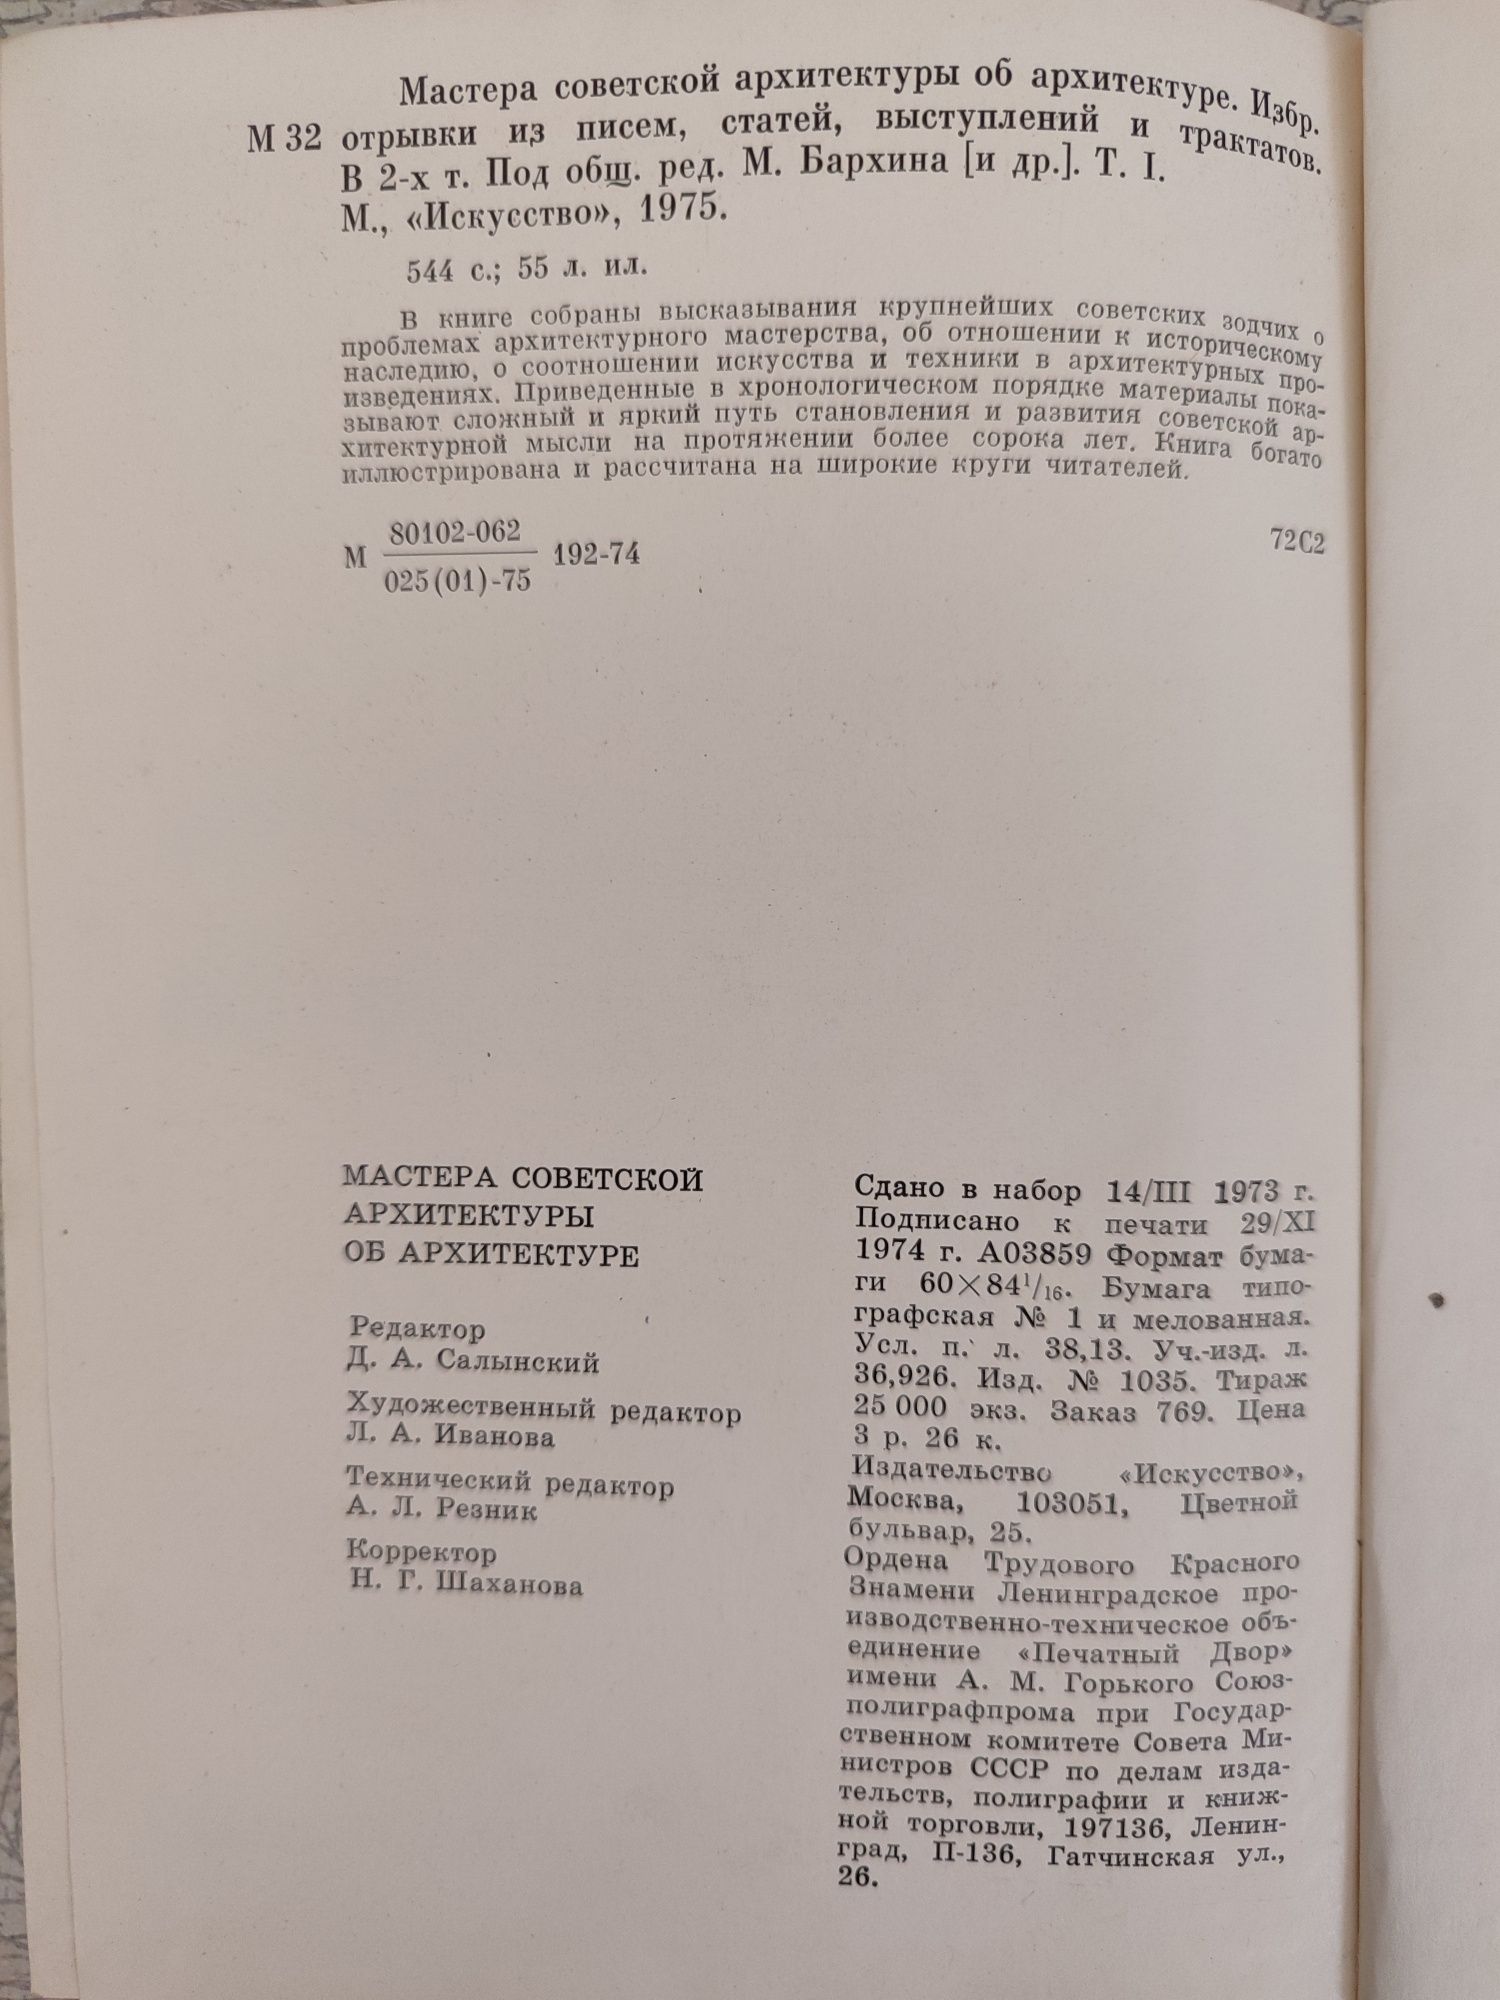 Мастера советской архитектуры об архитектуре. Избр.
М 32 отрывки из писем, статей, выступлений и трактатов.
В 2-х т. Под общ. ред. М. Бархина [и др.]. Т. I.
М., «Искусство», 1975.
544 с.; 55 л. ил.
В книге собраны высказывания крупнейших советских зодчих о
проблемах архитектурного мастерства, об отношении к историческому
наследию, о соотношении искусства и техники в архитектурных про-
изведениях. Приведенные в хронологическом порядке материалы пока-
зывают сложный и яркий путь становления и развития советской ар-
хитектурной мысли на протяжении более сорока лет. Книга богато
иллюстрирована и рассчитана на широкие круги читателей.
80102-062
М 192-74 72С2
025(01)-75
МАСТЕРА СОВЕТСКОЙ
АРХИТЕКТУРЫ
ОБ АРХИТЕКТУРЕ
Редактор
Д. А. Салынский
Художественный редактор
Л. А. Иванова
Технический редактор
А. Л. Резник
Корректор
Н. Г. Шаханова
Сдано в набор 14/III 1973 г.
Подписано к печати 29/XI
1974 г. А03859 Формат бума-
ги 60×84¹/₁₆. Бумага типо-
графская № 1 и мелованная.
Усл. п. л. 38,13. Уч.-изд. л.
36,926. Изд. № 1035. Тираж
25 000 экз. Заказ 769. Цена
3 р. 26 к.
Издательство «Искусство»,
Москва, 103051, Цветной
бульвар, 25.
Ордена Трудового Красного
Знамени Ленинградское про-
изводственно-техническое объ-
единение «Печатный Двор»
имени А. М. Горького Союз-
полиграфпрома при Государ-
ственном комитете Совета Ми-
нистров СССР по делам изда-
тельств, полиграфии и книж-
ной торговли, 197136, Ленин-
град, П-136, Гатчинская ул.,
26.